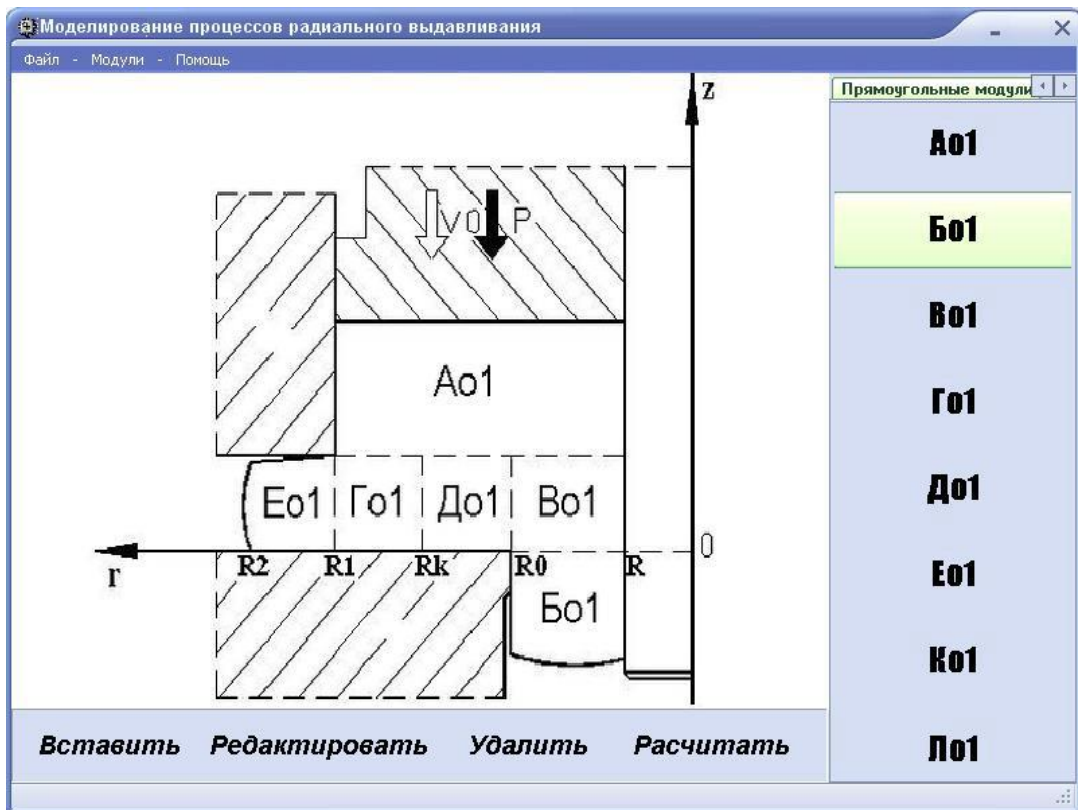 Моделирование процессов радиального выдавливания
Файл - Модули - Помощь
Прямоугольные модули
z
V0 P
Ао1
Ео1 Го1 До1 Во1
0
r R2 R1 Rk R0 R
Бо1
Ао1
Бо1
Во1
Го1
До1
Ео1
Ко1
Ло1
Вставить Редактировать Удалить Расчитать